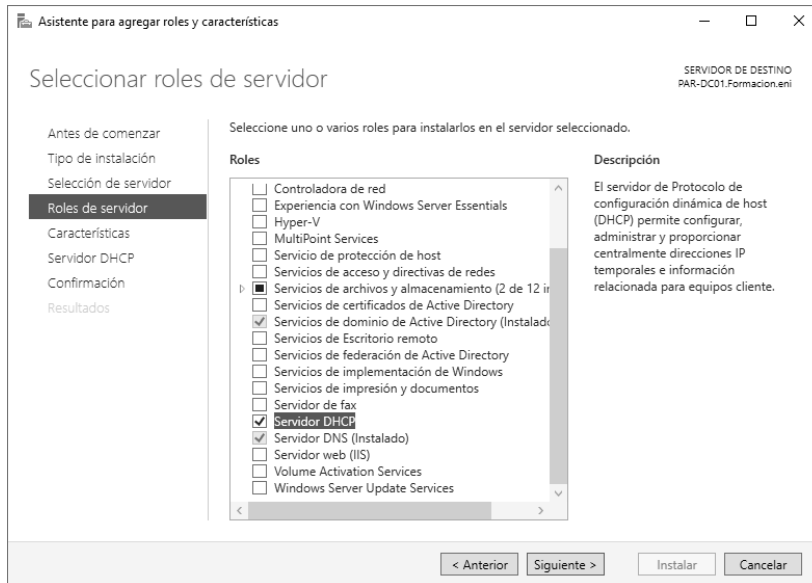 Asistente para agregar roles y características
Seleccionar roles de servidor
SERVIDOR DE DESTINO
PAR-DC01.Formacion.eni
Antes de comenzar
Tipo de instalación
Selección de servidor
Roles de servidor
Características
Servidor DHCP
Confirmación
Resultados
Seleccione uno o varios roles para instalarlos en el servidor seleccionado.
Roles
Controladora de red
Experiencia con Windows Server Essentials
Hyper-V
MultiPoint Services
Servicio de protección de host
Servicios de acceso y directivas de redes
Servicios de archivos y almacenamiento (2 de 12 in
Servicios de certificados de Active Directory
Servicios de dominio de Active Directory (Instalado
Servicios de Escritorio remoto
Servicios de federación de Active Directory
Servicios de implementación de Windows
Servicios de impresión y documentos
Servidor de fax
Servidor DHCP
Servidor DNS (Instalado)
Servidor web (IIS)
Volume Activation Services
Windows Server Update Services
Descripción
El servidor de Protocolo de
configuración dinámica de host
(DHCP) permite configurar,
administrar y proporcionar
centralmente direcciones IP
temporales e información
relacionada para equipos cliente.
< Anterior
Siguiente >
Instalar
Cancelar